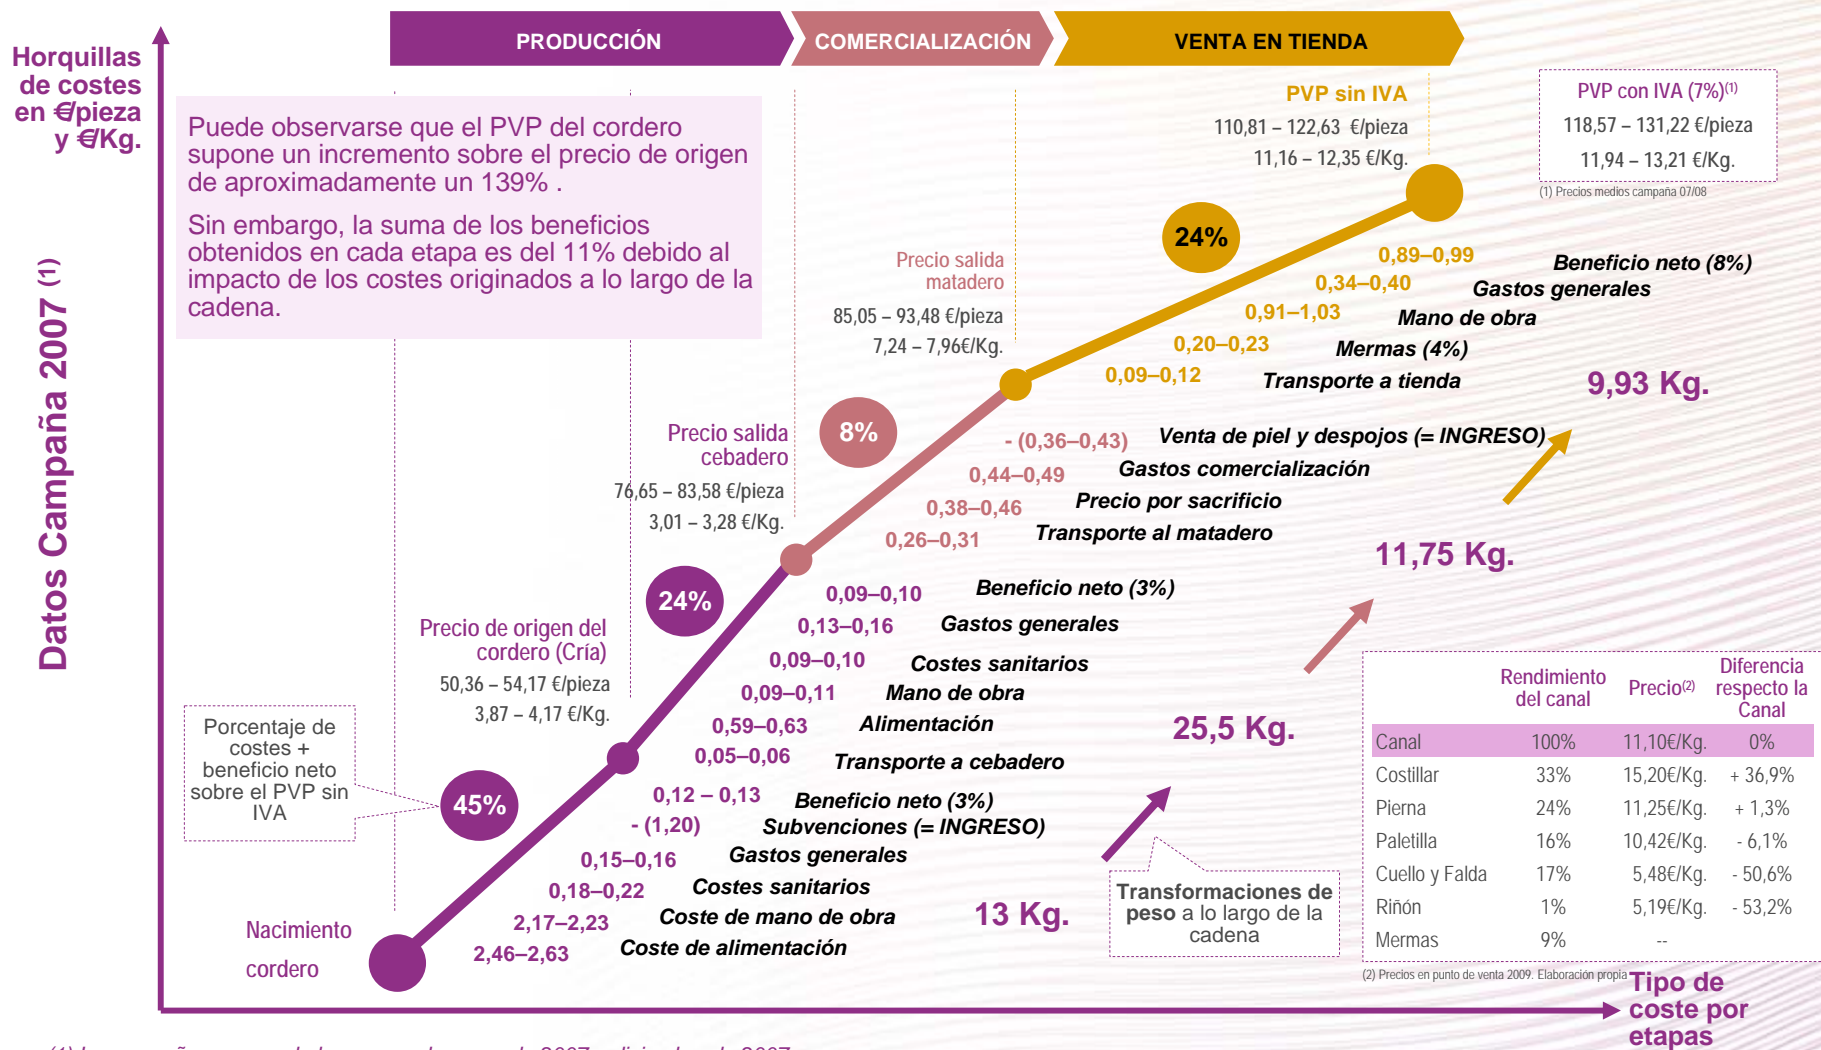 PRODUCCIÓN
COMERCIALIZACIÓN
VENTA EN TIENDA
Horquillas
de costes
en €/pieza
y €/Kg.
Datos Campaña 2007 (1)
Puede observarse que el PVP del cordero
supone un incremento sobre el precio de origen
de aproximadamente un 139% .
Sin embargo, la suma de los beneficios
obtenidos en cada etapa es del 11% debido al
impacto de los costes originados a lo largo de la
cadena.
PVP sin IVA
110,81 – 122,63 €/pieza
11,16 – 12,35 €/Kg.
PVP con IVA (7%)(1)
118,57 – 131,22 €/pieza
11,94 – 13,21 €/Kg.
(1) Precios medios campaña 07/08
24%
0,89–0,99 Beneficio neto (8%)
0,34–0,40 Gastos generales
0,91–1,03 Mano de obra
0,20–0,23 Mermas (4%)
0,09–0,12 Transporte a tienda
9,93 Kg.
Precio salida
matadero
85,05 – 93,48 €/pieza
7,24 – 7,96€/Kg.
8%
- (0,36–0,43) Venta de piel y despojos (= INGRESO)
0,44–0,49 Gastos comercialización
0,38–0,46 Precio por sacrificio
0,26–0,31 Transporte al matadero
11,75 Kg.
Precio salida
cebadero
76,65 – 83,58 €/pieza
3,01 – 3,28 €/Kg.
24%
0,09–0,10 Beneficio neto (3%)
0,13–0,16 Gastos generales
0,09–0,10 Costes sanitarios
0,09–0,11 Mano de obra
0,59–0,63 Alimentación
0,05–0,06 Transporte a cebadero
25,5 Kg.
Precio de origen del
cordero (Cría)
50,36 – 54,17 €/pieza
3,87 – 4,17 €/Kg.
Porcentaje de
costes +
beneficio neto
sobre el PVP sin
IVA
45%
0,12 – 0,13 Beneficio neto (3%)
- (1,20) Subvenciones (= INGRESO)
0,15–0,16 Gastos generales
0,18–0,22 Costes sanitarios
2,17–2,23 Coste de mano de obra
2,46–2,63 Coste de alimentación
13 Kg.
Nacimiento
cordero
Transformaciones de
peso a lo largo de la
cadena
Rendimiento
del canal
Precio(2)
Diferencia
respecto la
Canal
Canal 100% 11,10€/Kg. 0%
Costillar 33% 15,20€/Kg. + 36,9%
Pierna 24% 11,25€/Kg. + 1,3%
Paletilla 16% 10,42€/Kg. - 6,1%
Cuello y Falda 17% 5,48€/Kg. - 50,6%
Riñón 1% 5,19€/Kg. - 53,2%
Mermas 9% --
(2) Precios en punto de venta 2009. Elaboración propia
Tipo de
coste por
etapas